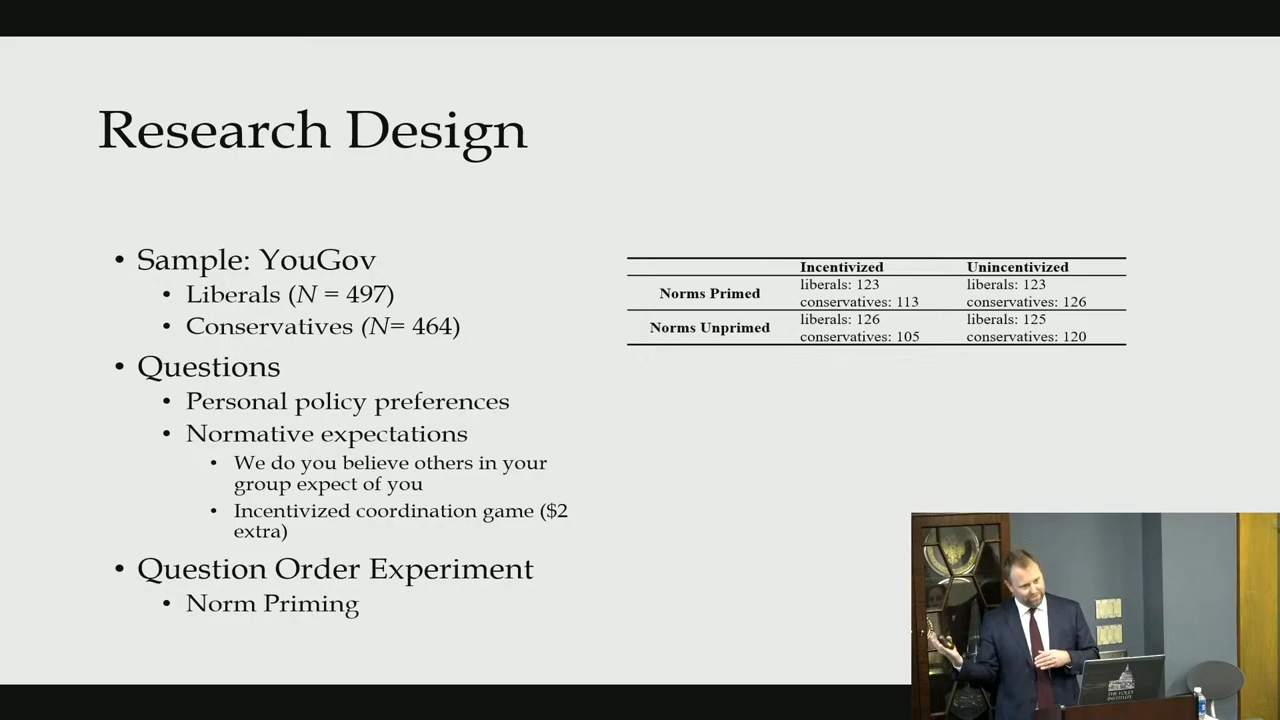 Research Design
• Sample: YouGov
• Liberals (N = 497)
• Conservatives (N= 464)
• Questions
• Personal policy preferences
• Normative expectations
• We do you believe others in your
group expect of you
• Incentivized coordination game ($2
extra)
• Question Order Experiment
• Norm Priming
Incentivized Unincentivized
Norms Primed
liberals: 123 liberals: 123
conservatives: 113 conservatives: 126
Norms Unprimed
liberals: 126 liberals: 125
conservatives: 105 conservatives: 120
THE FOLEY
INSTITUTE